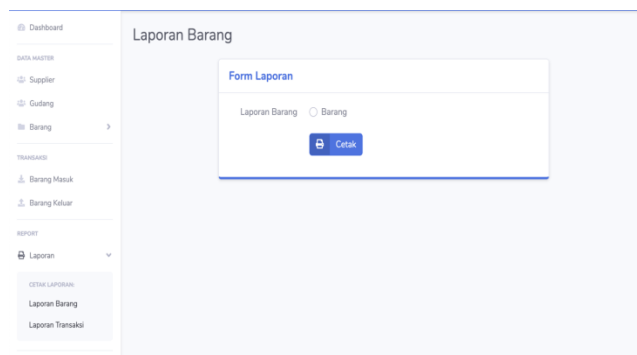 Dashboard
DATA MASTER
Supplier
Gudang
Barang
TRANSAKSI
Barang Masuk
Barang Keluar
REPORT
Laporan
CETAK LAPORAN:
Laporan Barang
Laporan Transaksi
Laporan Barang
Form Laporan
Laporan Barang Barang
Cetak